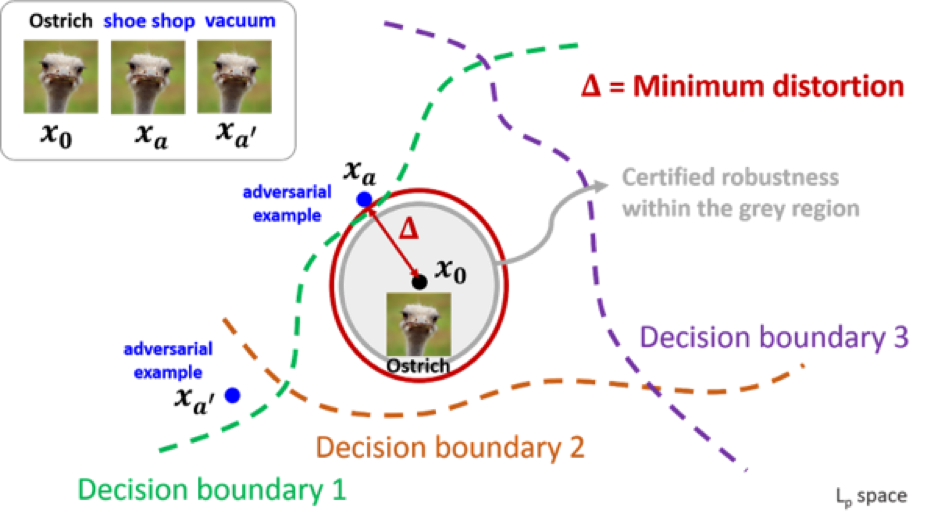 Ostrich shoe shop vacuum
x₀ xₐ xₐ′
Δ = Minimum distortion
Certified robustness
within the grey region
xₐ
adversarial
example
Δ
x₀
Ostrich
Decision boundary 3
adversarial
example
xₐ′
Decision boundary 2
Decision boundary 1
Lₚ space